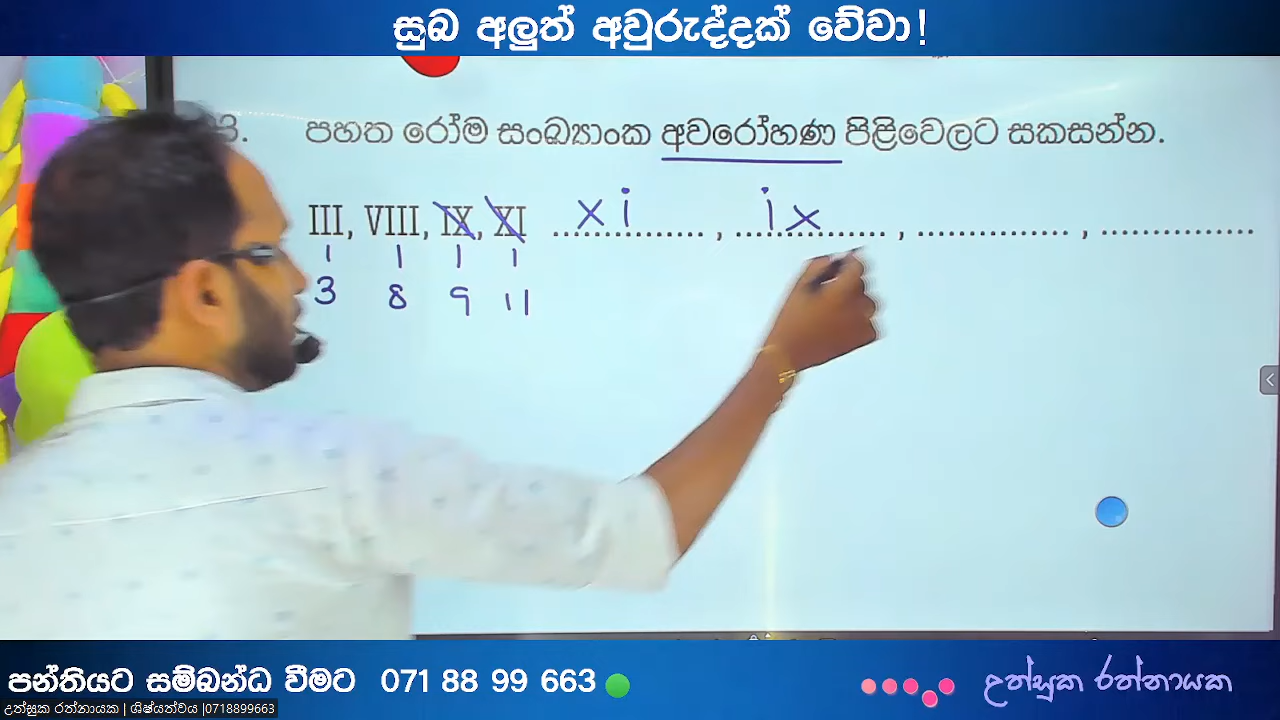 සුබ අලුත් අවුරුද්දක් වේවා!
පහත රෝම සංඛ්‍යාංක අවරෝහණ පිළිවෙලට සකසන්න.
III, VIII, IX, XI ................ , ................ , ................ , ................
xi ix
3 8 9 11
පන්තියට සම්බන්ධ වීමට 071 88 99 663
උත්සුක රත්නායක
උත්සුක රත්නායක | ශිෂ්‍යත්වය |0718899663